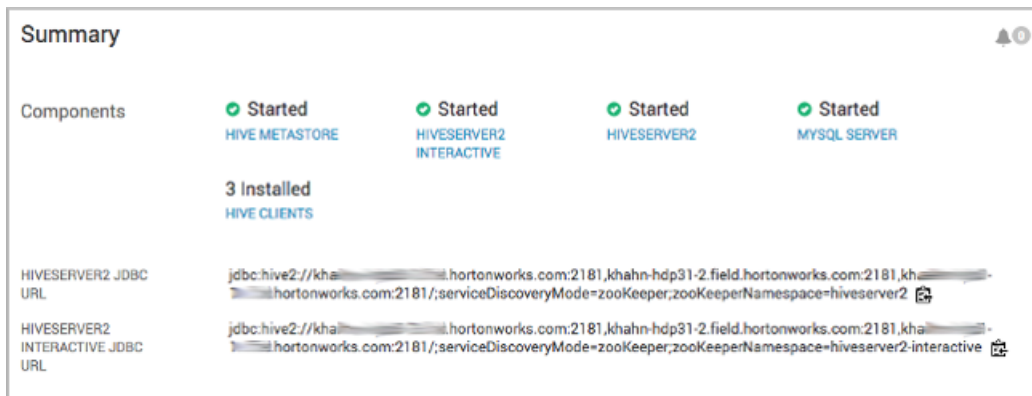 Summary
0
Components
Started
Started
Started
Started
HIVE METASTORE
HIVESERVER2
INTERACTIVE
HIVESERVER2
MYSQL SERVER
3 Installed
HIVE CLIENTS
HIVESERVER2 JDBC
URL
jdbc:hive2://kha .hortonworks.com:2181,khahn-hdp31-2.field.hortonworks.com:2181,kha -
.hortonworks.com:2181/;serviceDiscoveryMode=zooKeeper;zooKeeperNamespace=hiveserver2
HIVESERVER2
INTERACTIVE JDBC
URL
jdbc:hive2://kha .hortonworks.com:2181,khahn-hdp31-2.field.hortonworks.com:2181,kha -
.hortonworks.com:2181/;serviceDiscoveryMode=zooKeeper;zooKeeperNamespace=hiveserver2-interactive